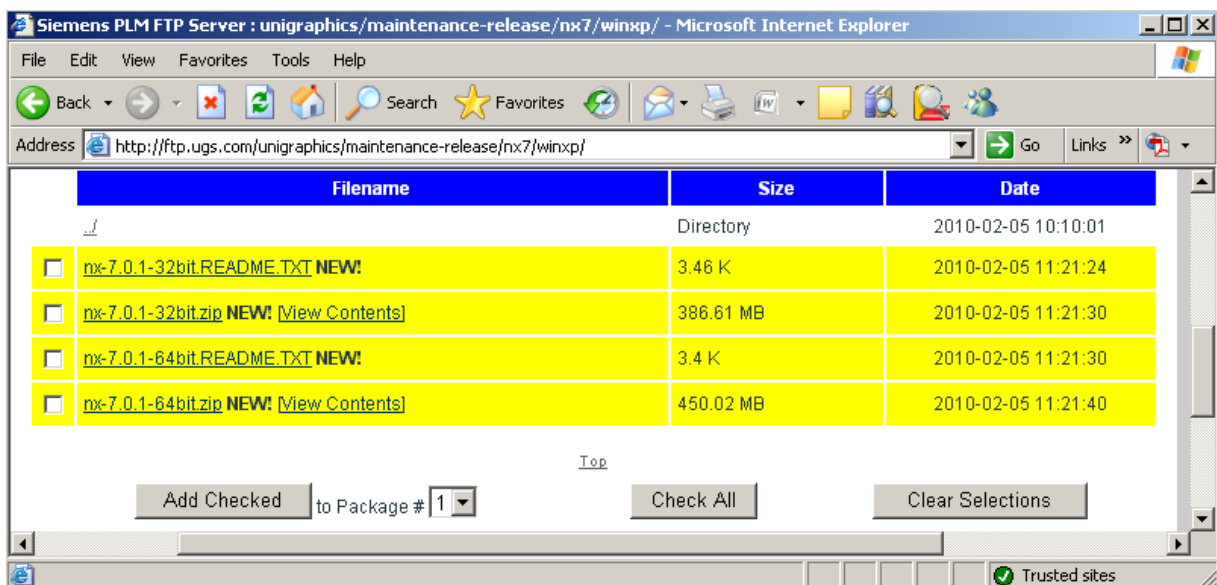 Siemens PLM FTP Server : unigraphics/maintenance-release/nx7/winxp/ - Microsoft Internet Explorer
File Edit View Favorites Tools Help
Back Search Favorites
Address http://ftp.ugs.com/unigraphics/maintenance-release/nx7/winxp/ Go Links »
Filename Size Date
../ Directory 2010-02-05 10:10:01
nx-7.0.1-32bit.README.TXT NEW! 3.46 K 2010-02-05 11:21:24
nx-7.0.1-32bit.zip NEW! [View Contents] 386.61 MB 2010-02-05 11:21:30
nx-7.0.1-64bit.README.TXT NEW! 3.4 K 2010-02-05 11:21:30
nx-7.0.1-64bit.zip NEW! [View Contents] 450.02 MB 2010-02-05 11:21:40
Top
Add Checked to Package # 1 Check All Clear Selections
Trusted sites